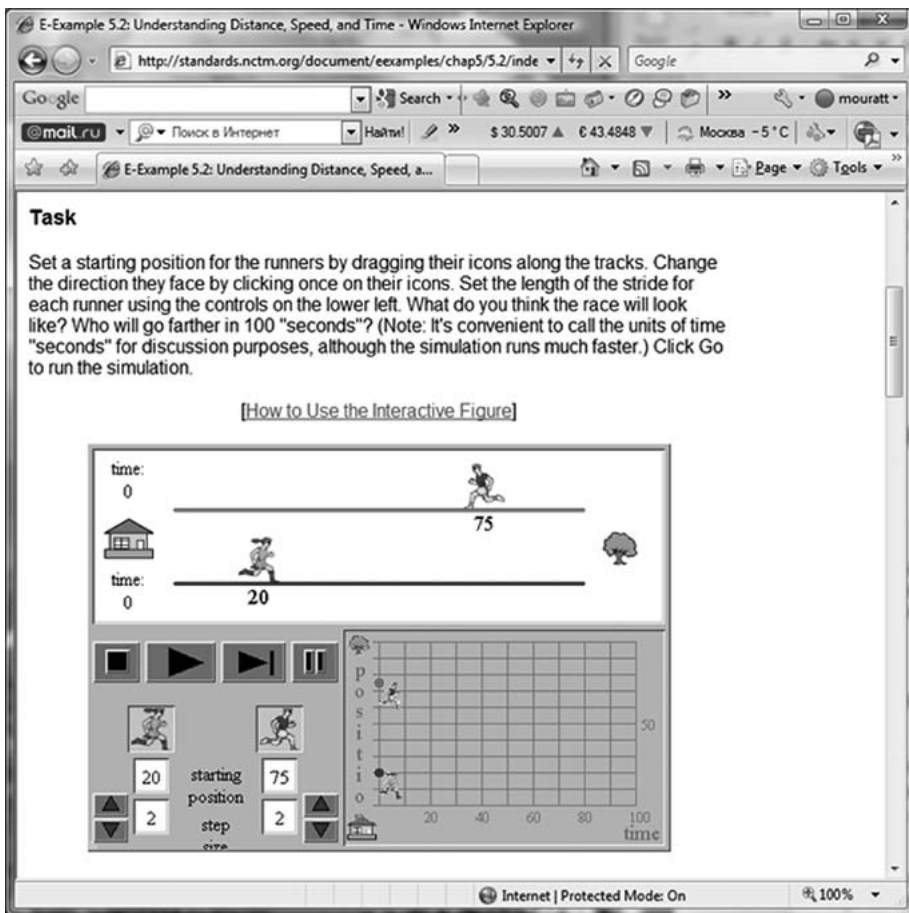 E-Example 5.2: Understanding Distance, Speed, and Time - Windows Internet Explorer
http://standards.nctm.org/document/eexamples/chap5/5.2/inde
Google
Google
Search
»
mouratt
@mail.ru
Поиск в Интернет
Найти!
»
$ 30.5007
€ 43.4848
Москва -5°C
E-Example 5.2: Understanding Distance, Speed, a...
Page
Tools
»
Task
Set a starting position for the runners by dragging their icons along the tracks. Change
the direction they face by clicking once on their icons. Set the length of the stride for
each runner using the controls on the lower left. What do you think the race will look
like? Who will go farther in 100 "seconds"? (Note: It's convenient to call the units of time
"seconds" for discussion purposes, although the simulation runs much faster.) Click Go
to run the simulation.
[How to Use the Interactive Figure]
time:
0
75
time:
0
20
positio
50
20 40 60 80 100
time
20 starting position 75
2 step size 2
Internet | Protected Mode: On
100%